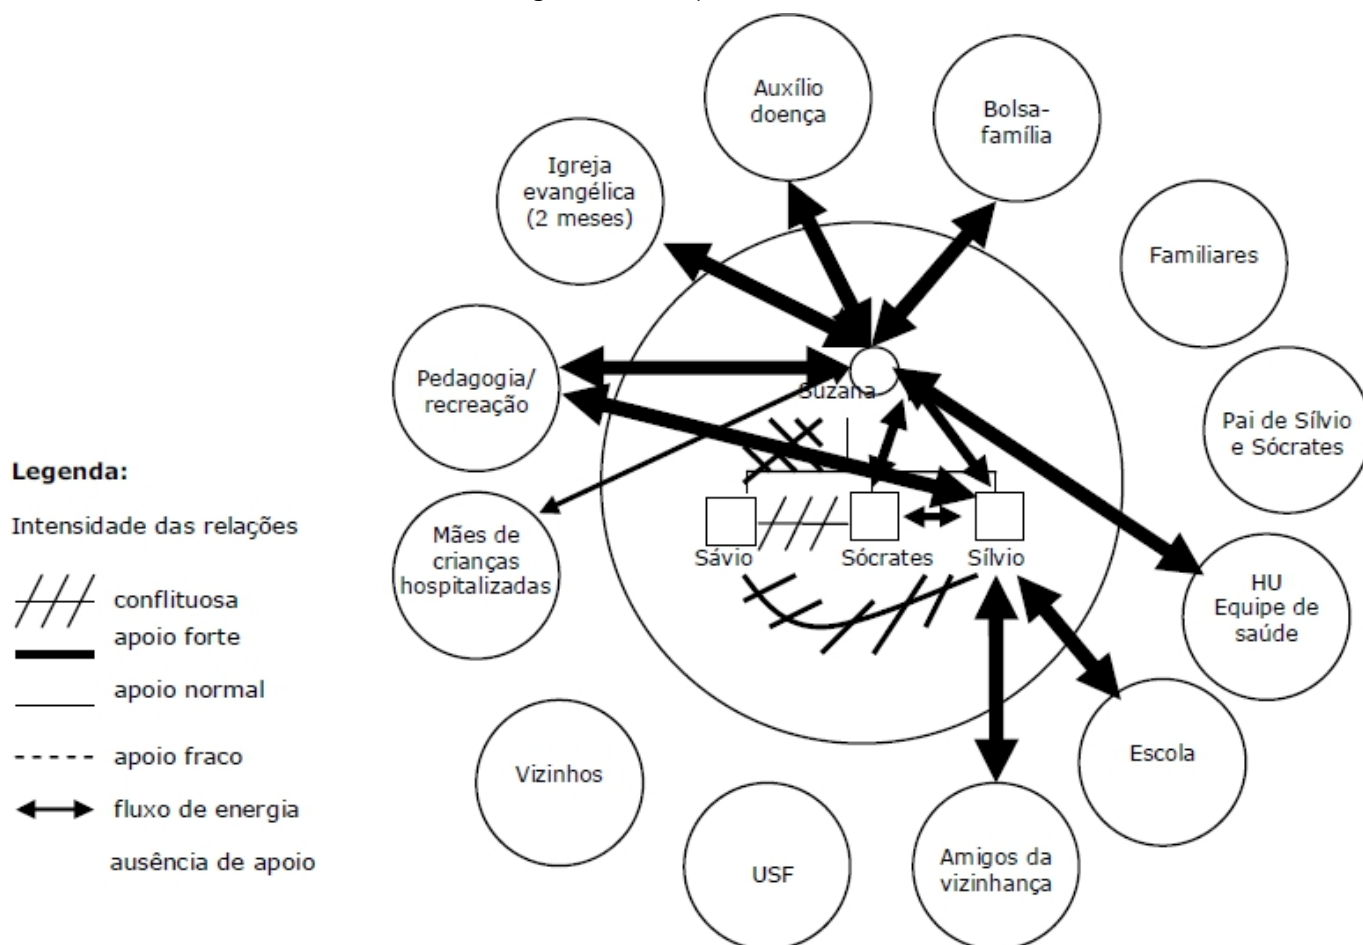 Auxílio
doença
Bolsa-
família
Igreja
evangélica
(2 meses)
Familiares
Pedagogia/
recreação
Suzana
Pai de Sílvio
e Sócrates
Legenda:
Intensidade das relações
conflituosa
apoio forte
apoio normal
apoio fraco
fluxo de energia
ausência de apoio
Mães de
crianças
hospitalizadas
Sávio
Sócrates
Sílvio
HU
Equipe de
saúde
Escola
Vizinhos
USF
Amigos da
vizinhança